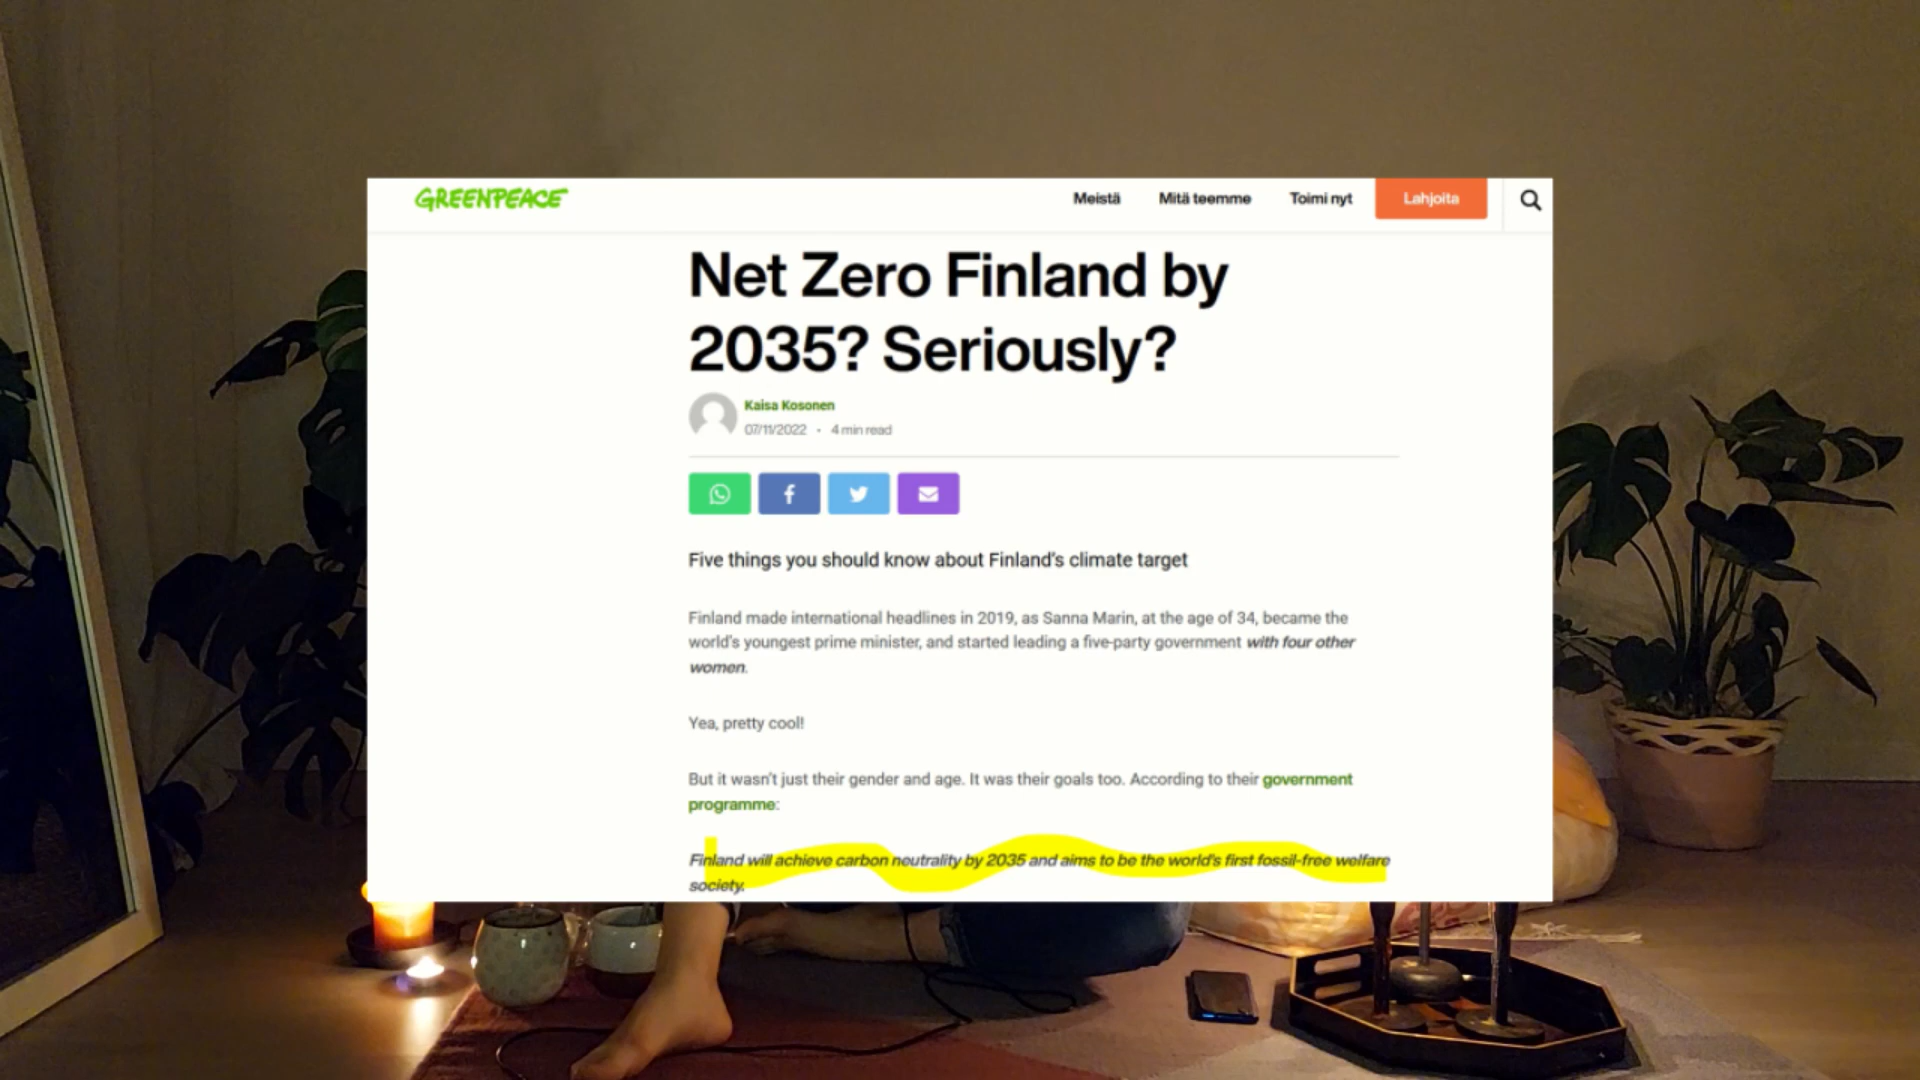 GREENPEACE
Meistä Mitä teemme Toimi nyt Lahjoita
Net Zero Finland by
2035? Seriously?
Kaisa Kosonen
07/11/2022 • 4 min read
Five things you should know about Finland's climate target
Finland made international headlines in 2019, as Sanna Marin, at the age of 34, became the
world's youngest prime minister, and started leading a five-party government with four other
women.
Yea, pretty cool!
But it wasn't just their gender and age. It was their goals too. According to their government
programme:
Finland will achieve carbon neutrality by 2035 and aims to be the world's first fossil-free welfare
society.